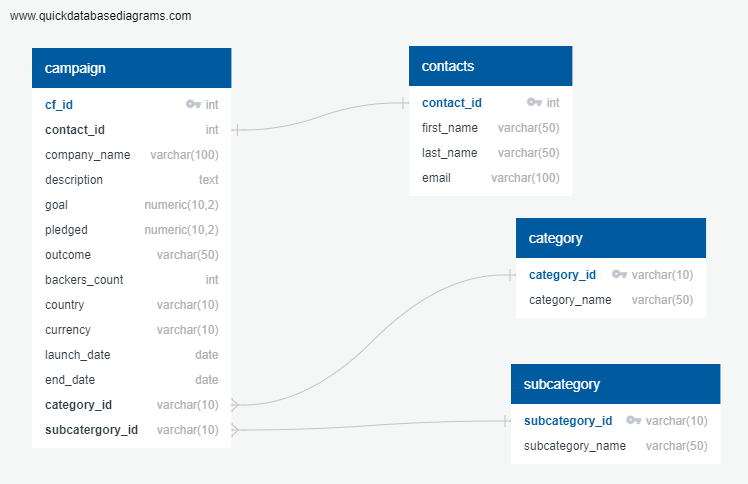 www.quickdatabasediagrams.com
campaign
cf_id int
contact_id int
company_name varchar(100)
description text
goal numeric(10,2)
pledged numeric(10,2)
outcome varchar(50)
backers_count int
country varchar(10)
currency varchar(10)
launch_date date
end_date date
category_id varchar(10)
subcatergory_id varchar(10)
contacts
contact_id int
first_name varchar(50)
last_name varchar(50)
email varchar(100)
category
category_id varchar(10)
category_name varchar(50)
subcategory
subcategory_id varchar(10)
subcategory_name varchar(50)